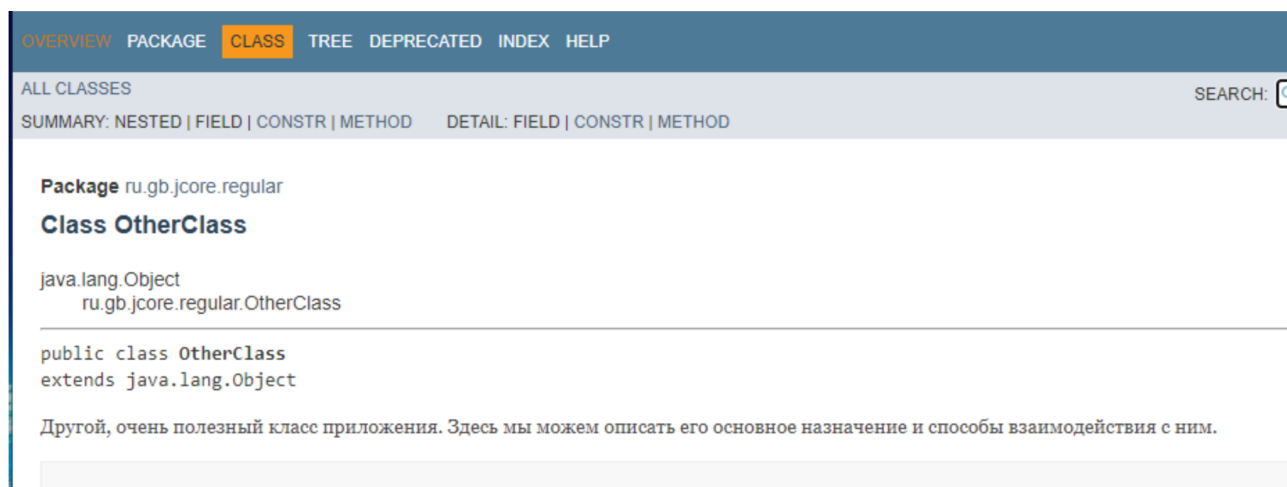 OVERVIEW PACKAGE CLASS TREE DEPRECATED INDEX HELP
ALL CLASSES
SEARCH:
SUMMARY: NESTED | FIELD | CONSTR | METHOD DETAIL: FIELD | CONSTR | METHOD
Package ru.gb.jcore.regular
Class OtherClass
java.lang.Object
ru.gb.jcore.regular.OtherClass
public class OtherClass
extends java.lang.Object
Другой, очень полезный класс приложения. Здесь мы можем описать его основное назначение и способы взаимодействия с ним.